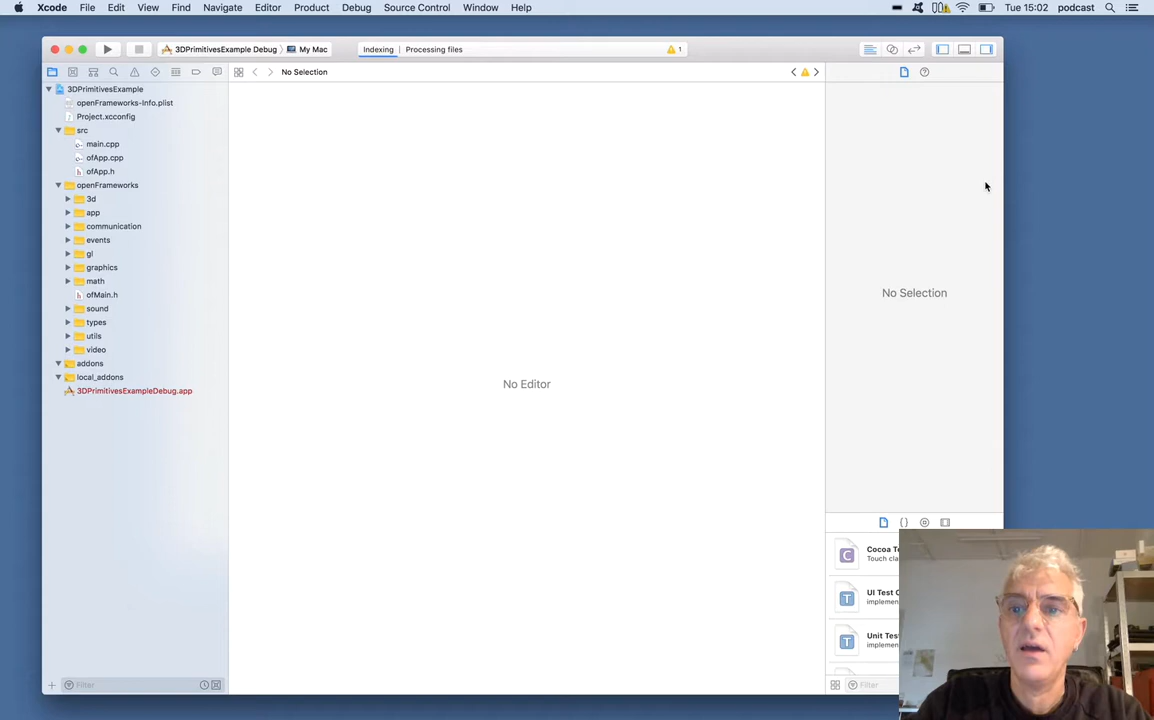 Xcode File Edit View Find Navigate Editor Product Debug Source Control Window Help Tue 15:02 podcast
3DPrimitivesExample Debug My Mac Indexing Processing files 1
No Selection
3DPrimitivesExample
openFrameworks-Info.plist
Project.xcconfig
src
main.cpp
ofApp.cpp
ofApp.h
openFrameworks
3d
app
communication
events
gl
graphics
math
ofMain.h
sound
types
utils
video
addons
local_addons
3DPrimitivesExampleDebug.app
Filter
No Editor
No Selection
Cocoa T
Touch cla
UI Test C
implemen
Unit Tes
implemen
Filter